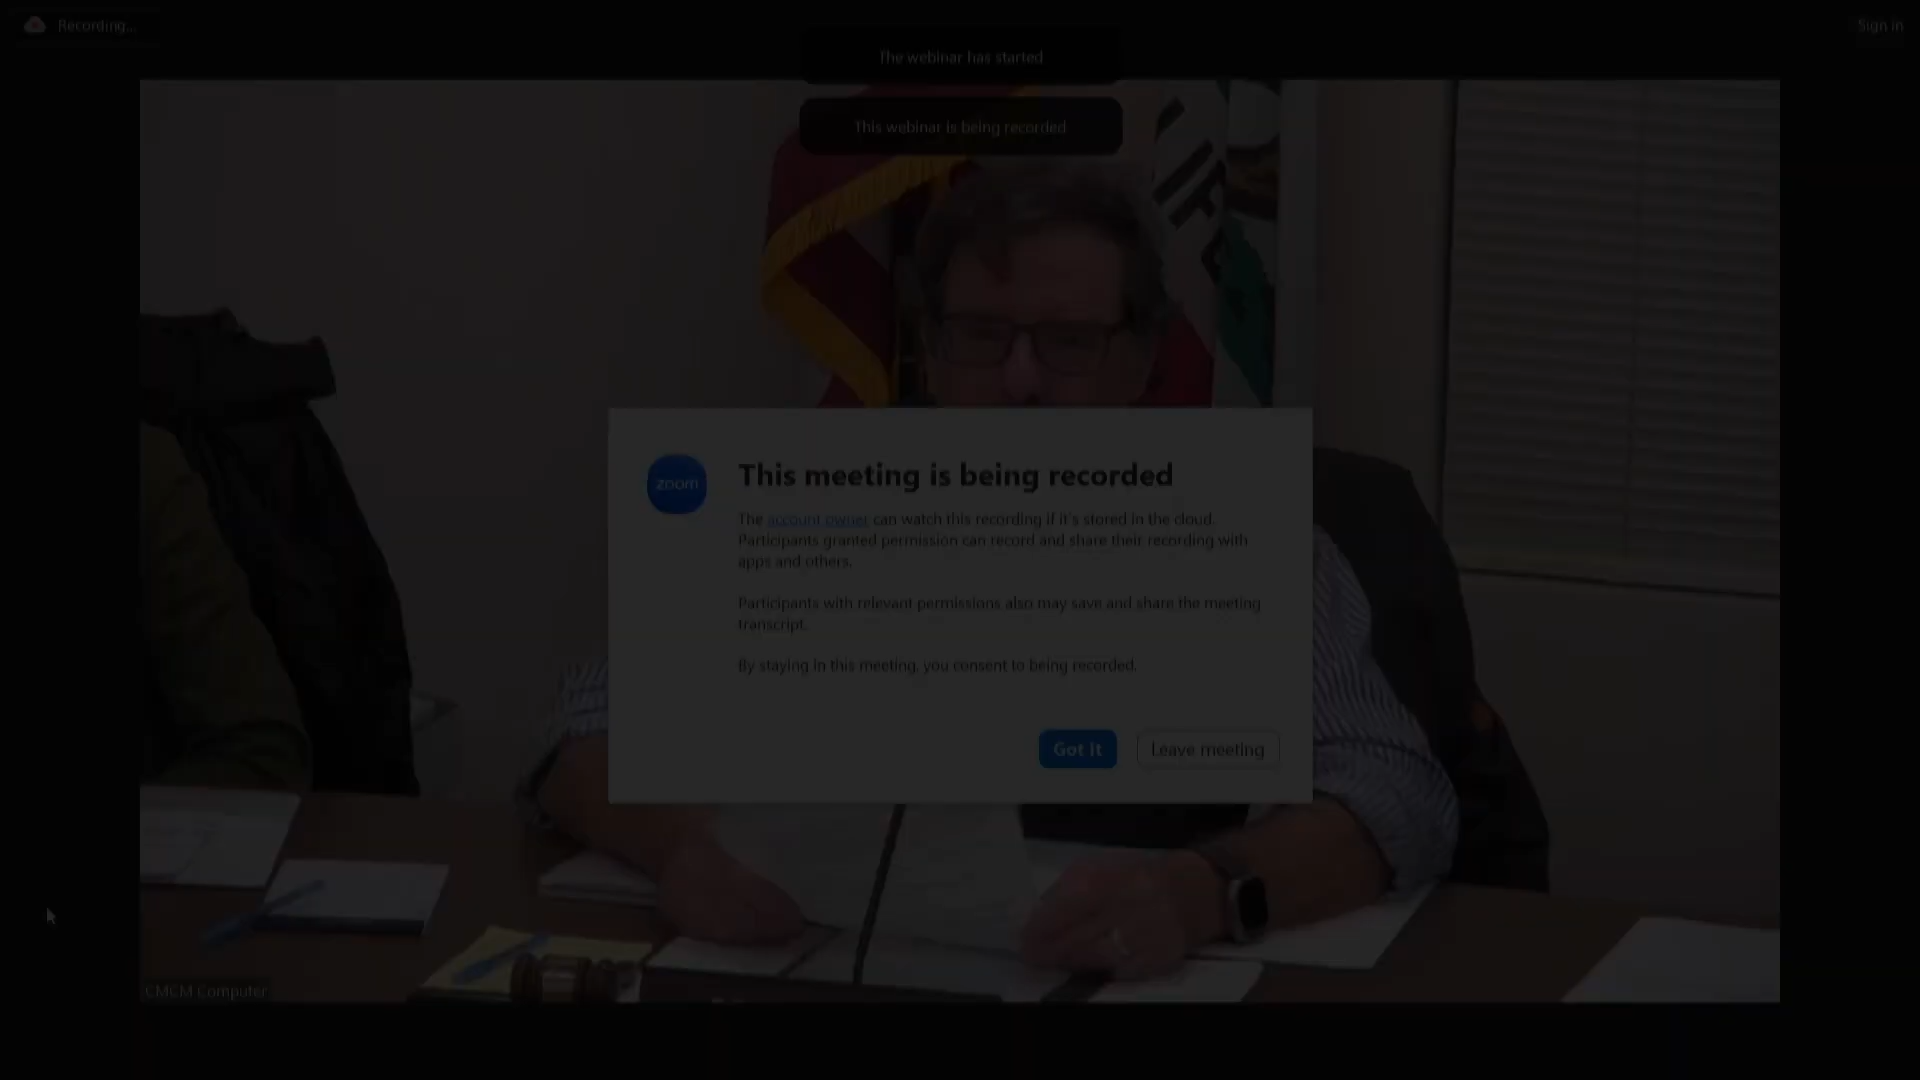 Recording...
Sign in
The webinar has started
This webinar is being recorded
zoom
This meeting is being recorded
The account owner can watch this recording if it's stored in the cloud.
Participants granted permission can record and share their recording with
apps and others.
Participants with relevant permissions also may save and share the meeting
transcript.
By staying in this meeting, you consent to being recorded.
Got it
Leave meeting
CMCM Computer